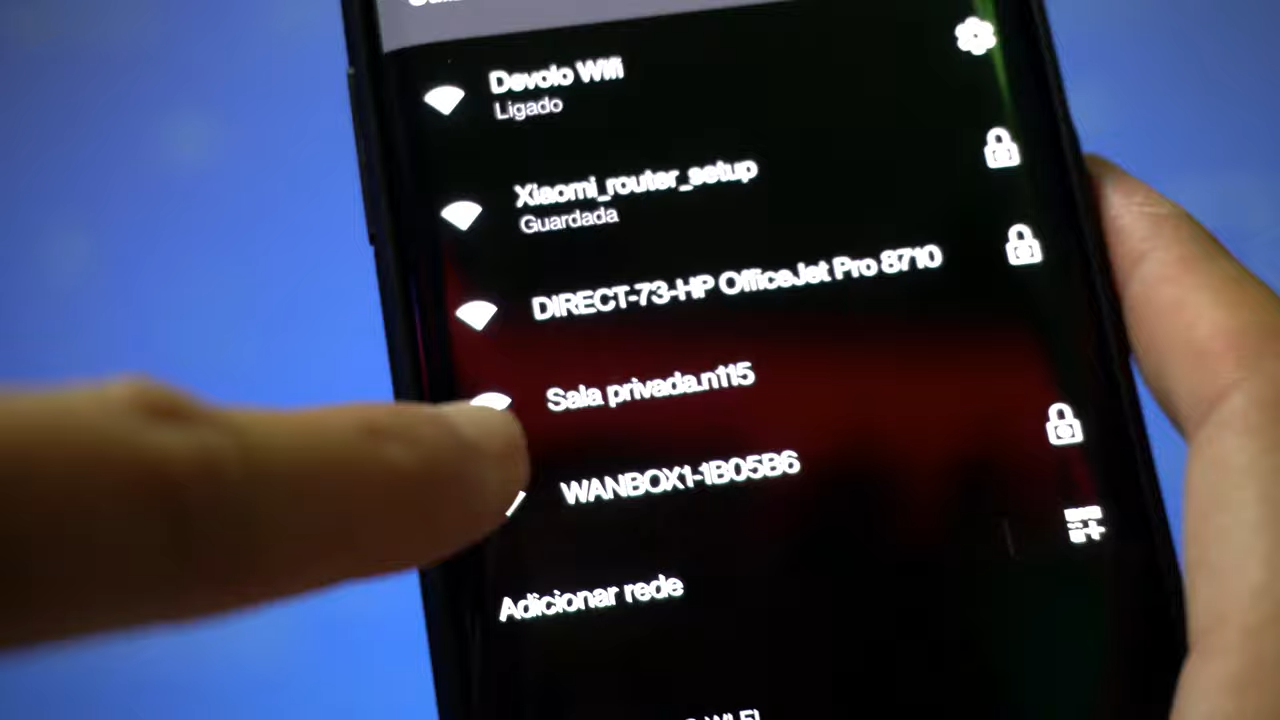 Devolo Wifi
Ligado
Xiaomi_router_setup
Guardada
DIRECT-73-HP OfficeJet Pro 8710
Sala privada.n115
WANBOX1-1B05B6
Adicionar rede